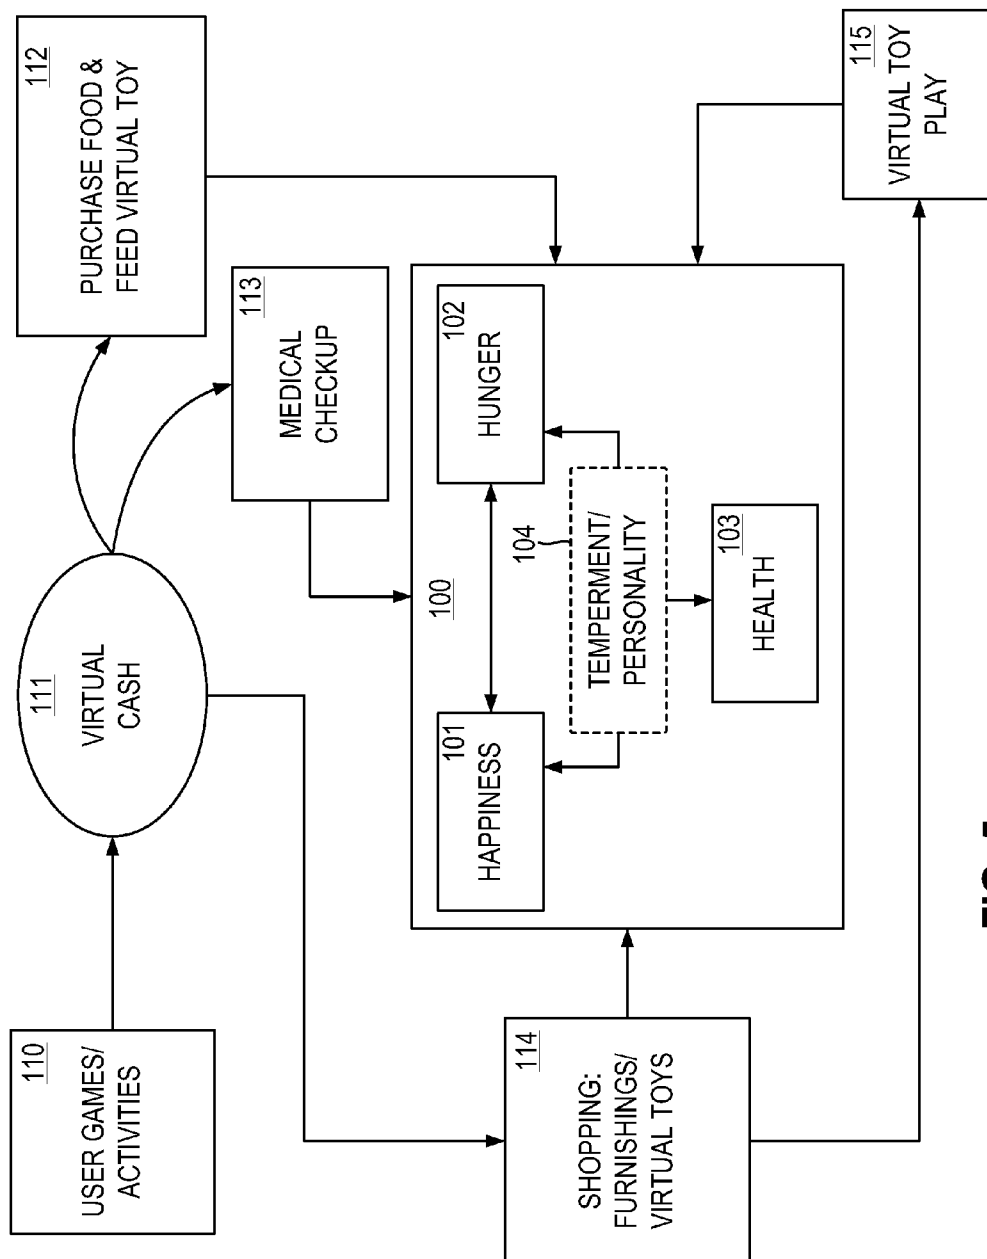 110
USER GAMES/
ACTIVITIES
111
VIRTUAL
CASH
112
PURCHASE FOOD &
FEED VIRTUAL TOY
113
MEDICAL
CHECKUP
100
101
HAPPINESS
102
HUNGER
104
TEMPERMENT/
PERSONALITY
103
HEALTH
114
SHOPPING:
FURNISHINGS/
VIRTUAL TOYS
115
VIRTUAL TOY
PLAY
FIG.